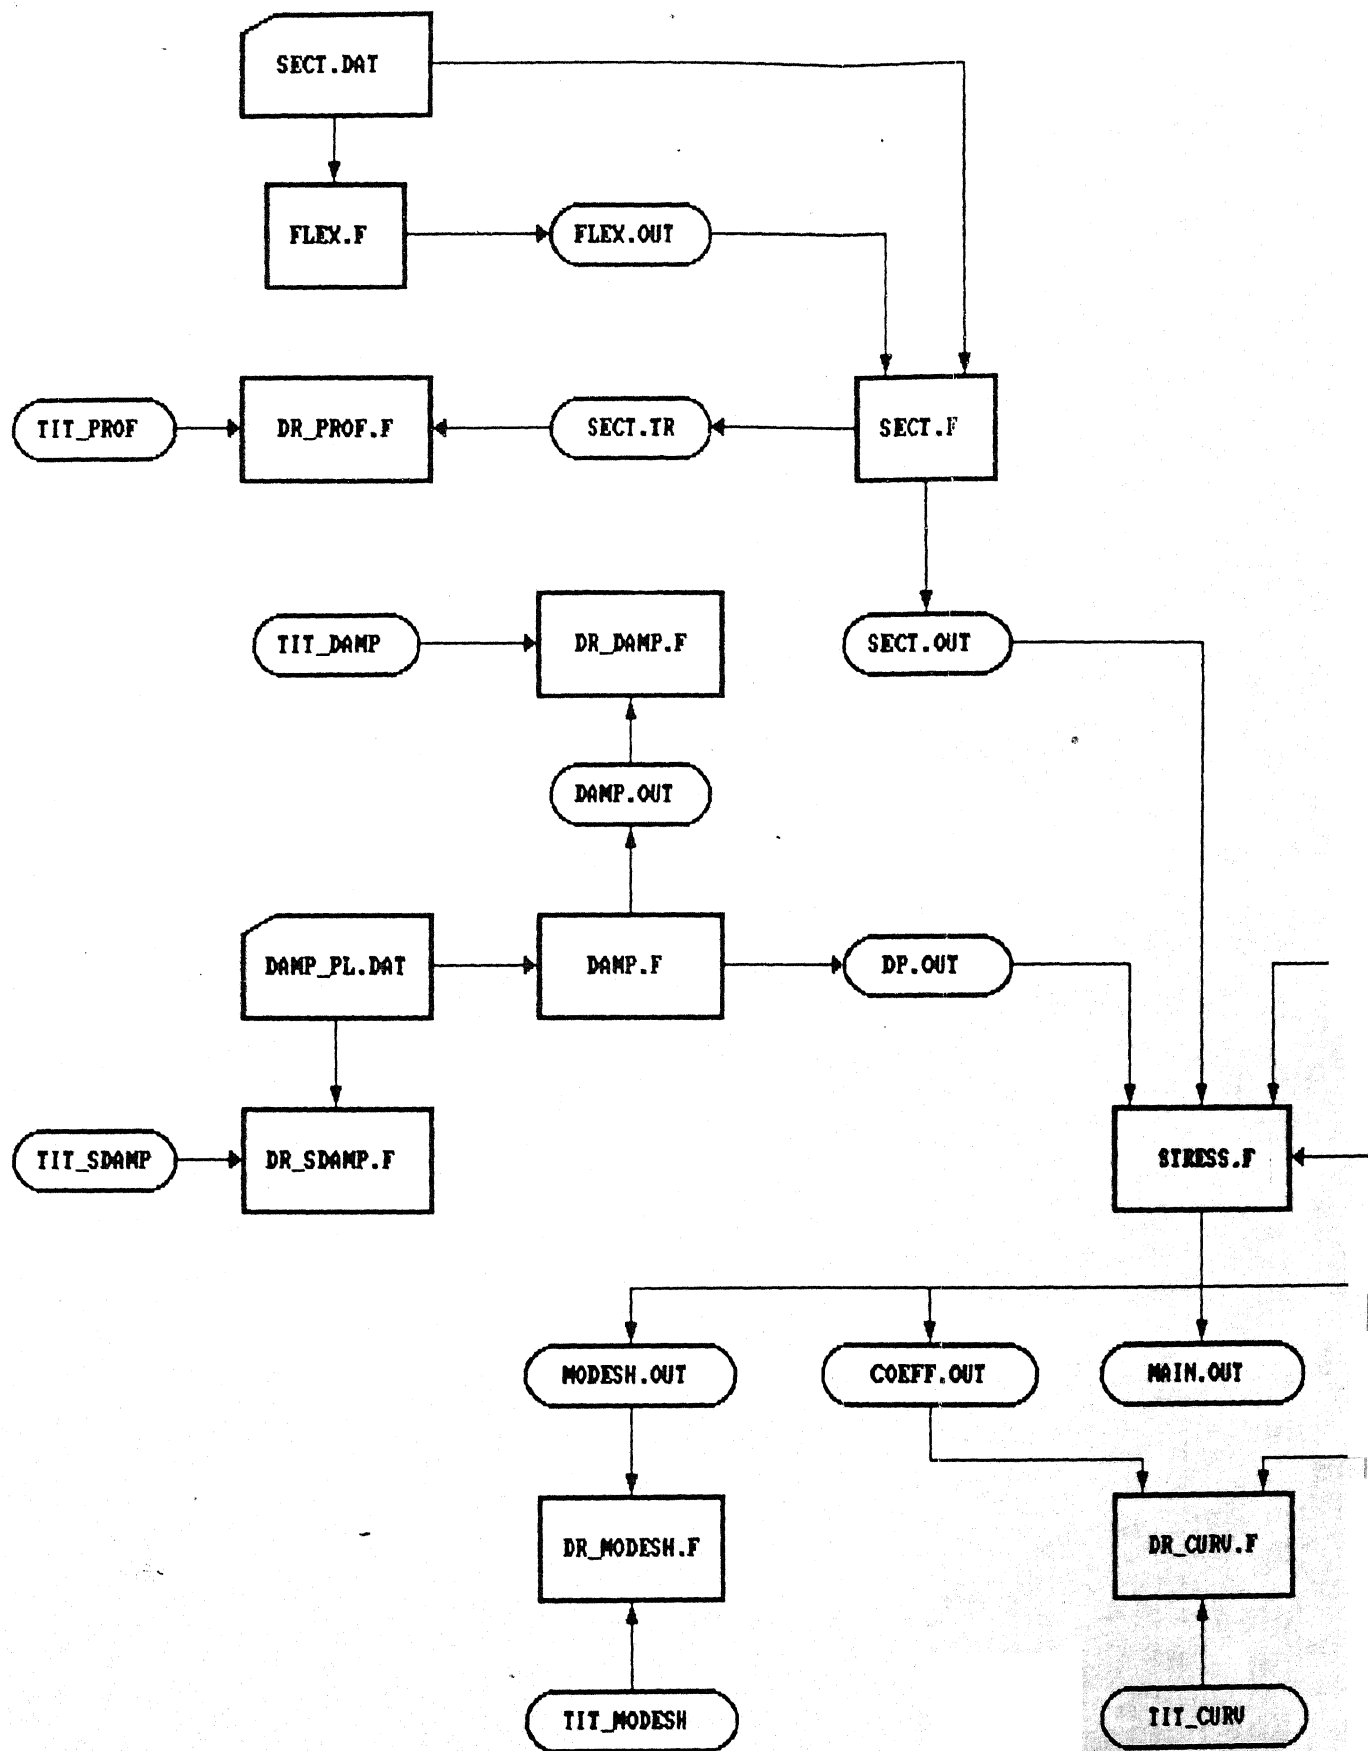 SECT.DAT
FLEX.F
FLEX.OUT
TIT_PROF
DR_PROF.F
SECT.TR
SECT.F
TIT_DAMP
DR_DAMP.F
SECT.OUT
DAMP.OUT
DAMP_PL.DAT
DAMP.F
DP.OUT
TIT_SDAMP
DR_SDAMP.F
STRESS.F
MODESH.OUT
COEFF.OUT
MAIN.OUT
DR_MODESH.F
DR_CURV.F
TIT_MODESH
TIT_CURV